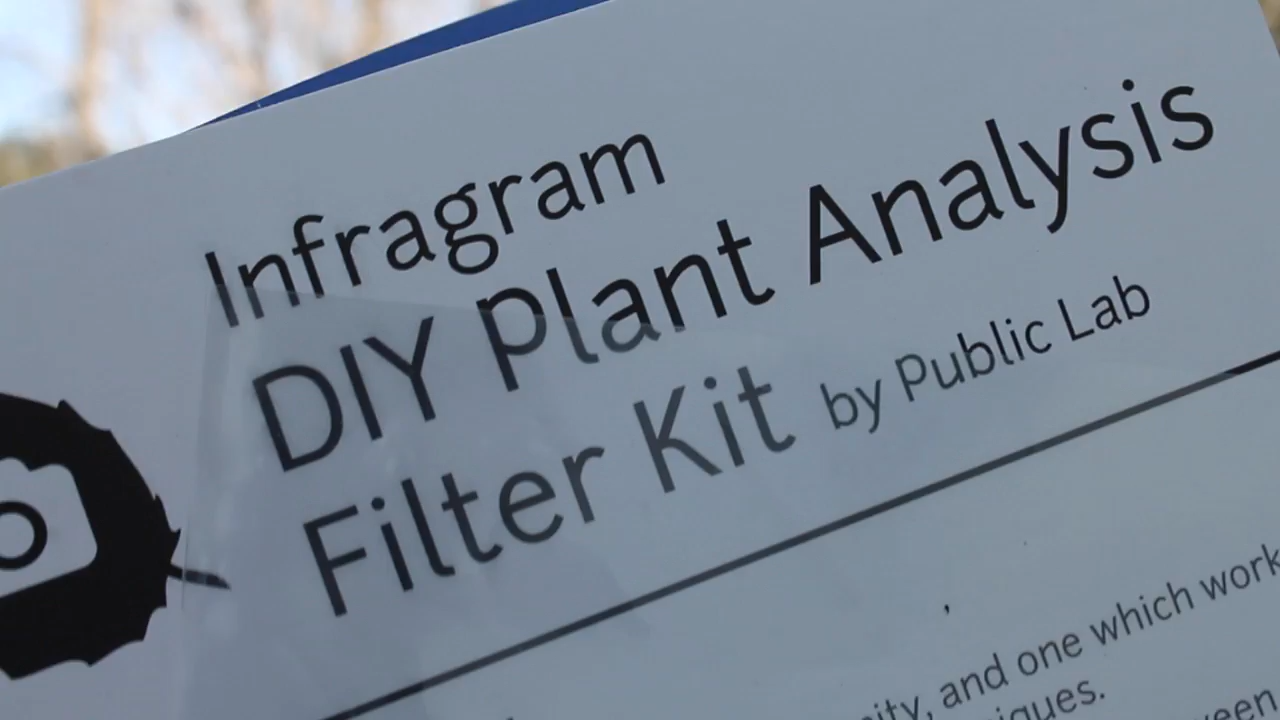 Infragram
DIY Plant Analysis
Filter Kit by Public Lab
and one which work